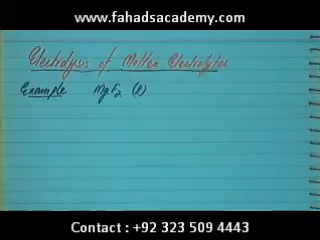 www.fahadsacademy.com
Electrolysis of Molten Electrolytes
Example MgF2 (l)
Contact : +92 323 509 4443